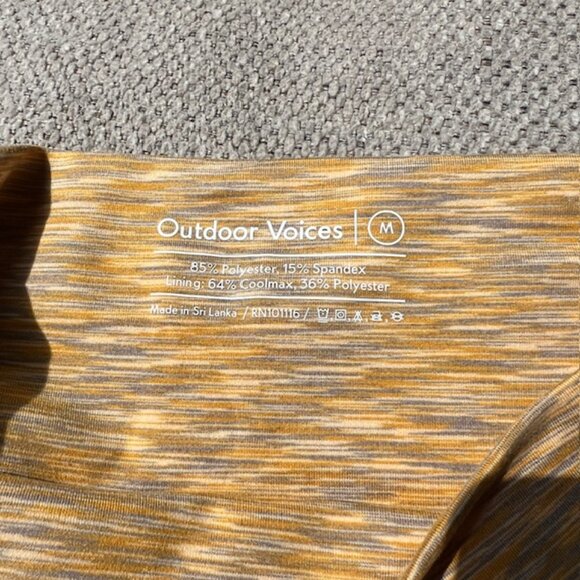 Outdoor Voices | M
85% Polyester, 15% Spandex
Lining: 64% Coolmax, 36% Polyester
Made in Sri Lanka / RN101116 /